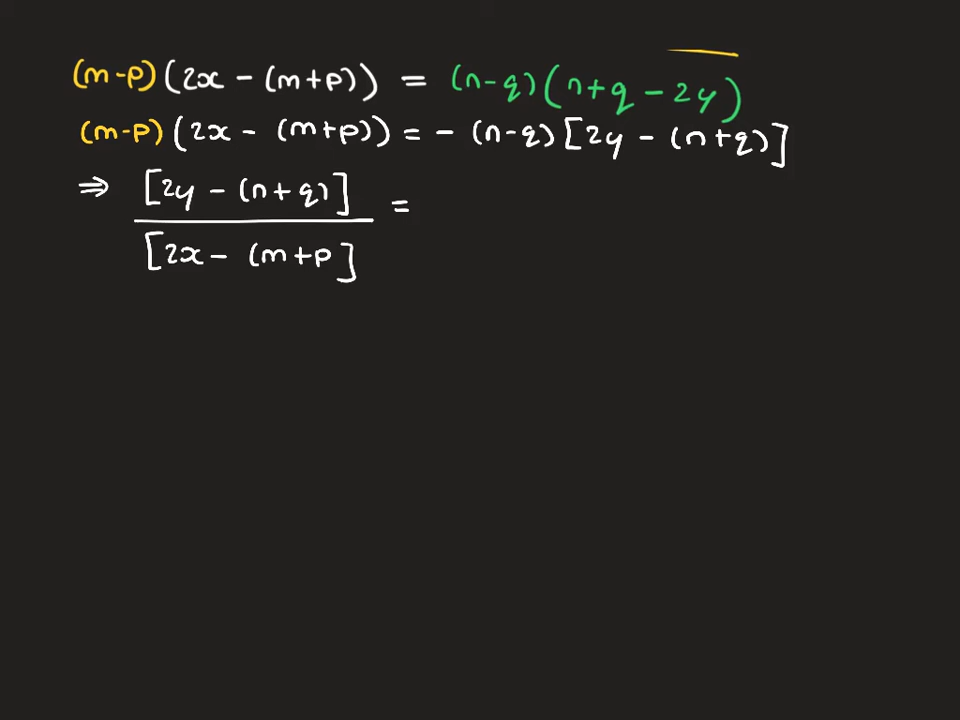 (m-p)(2x - (m+p)) = (n-q)(n+q - 2y)
(m-p)(2x - (m+p)) = - (n-q)[2y - (n+q)]
⇒ [2y - (n+q)] =
[2x - (m+p]